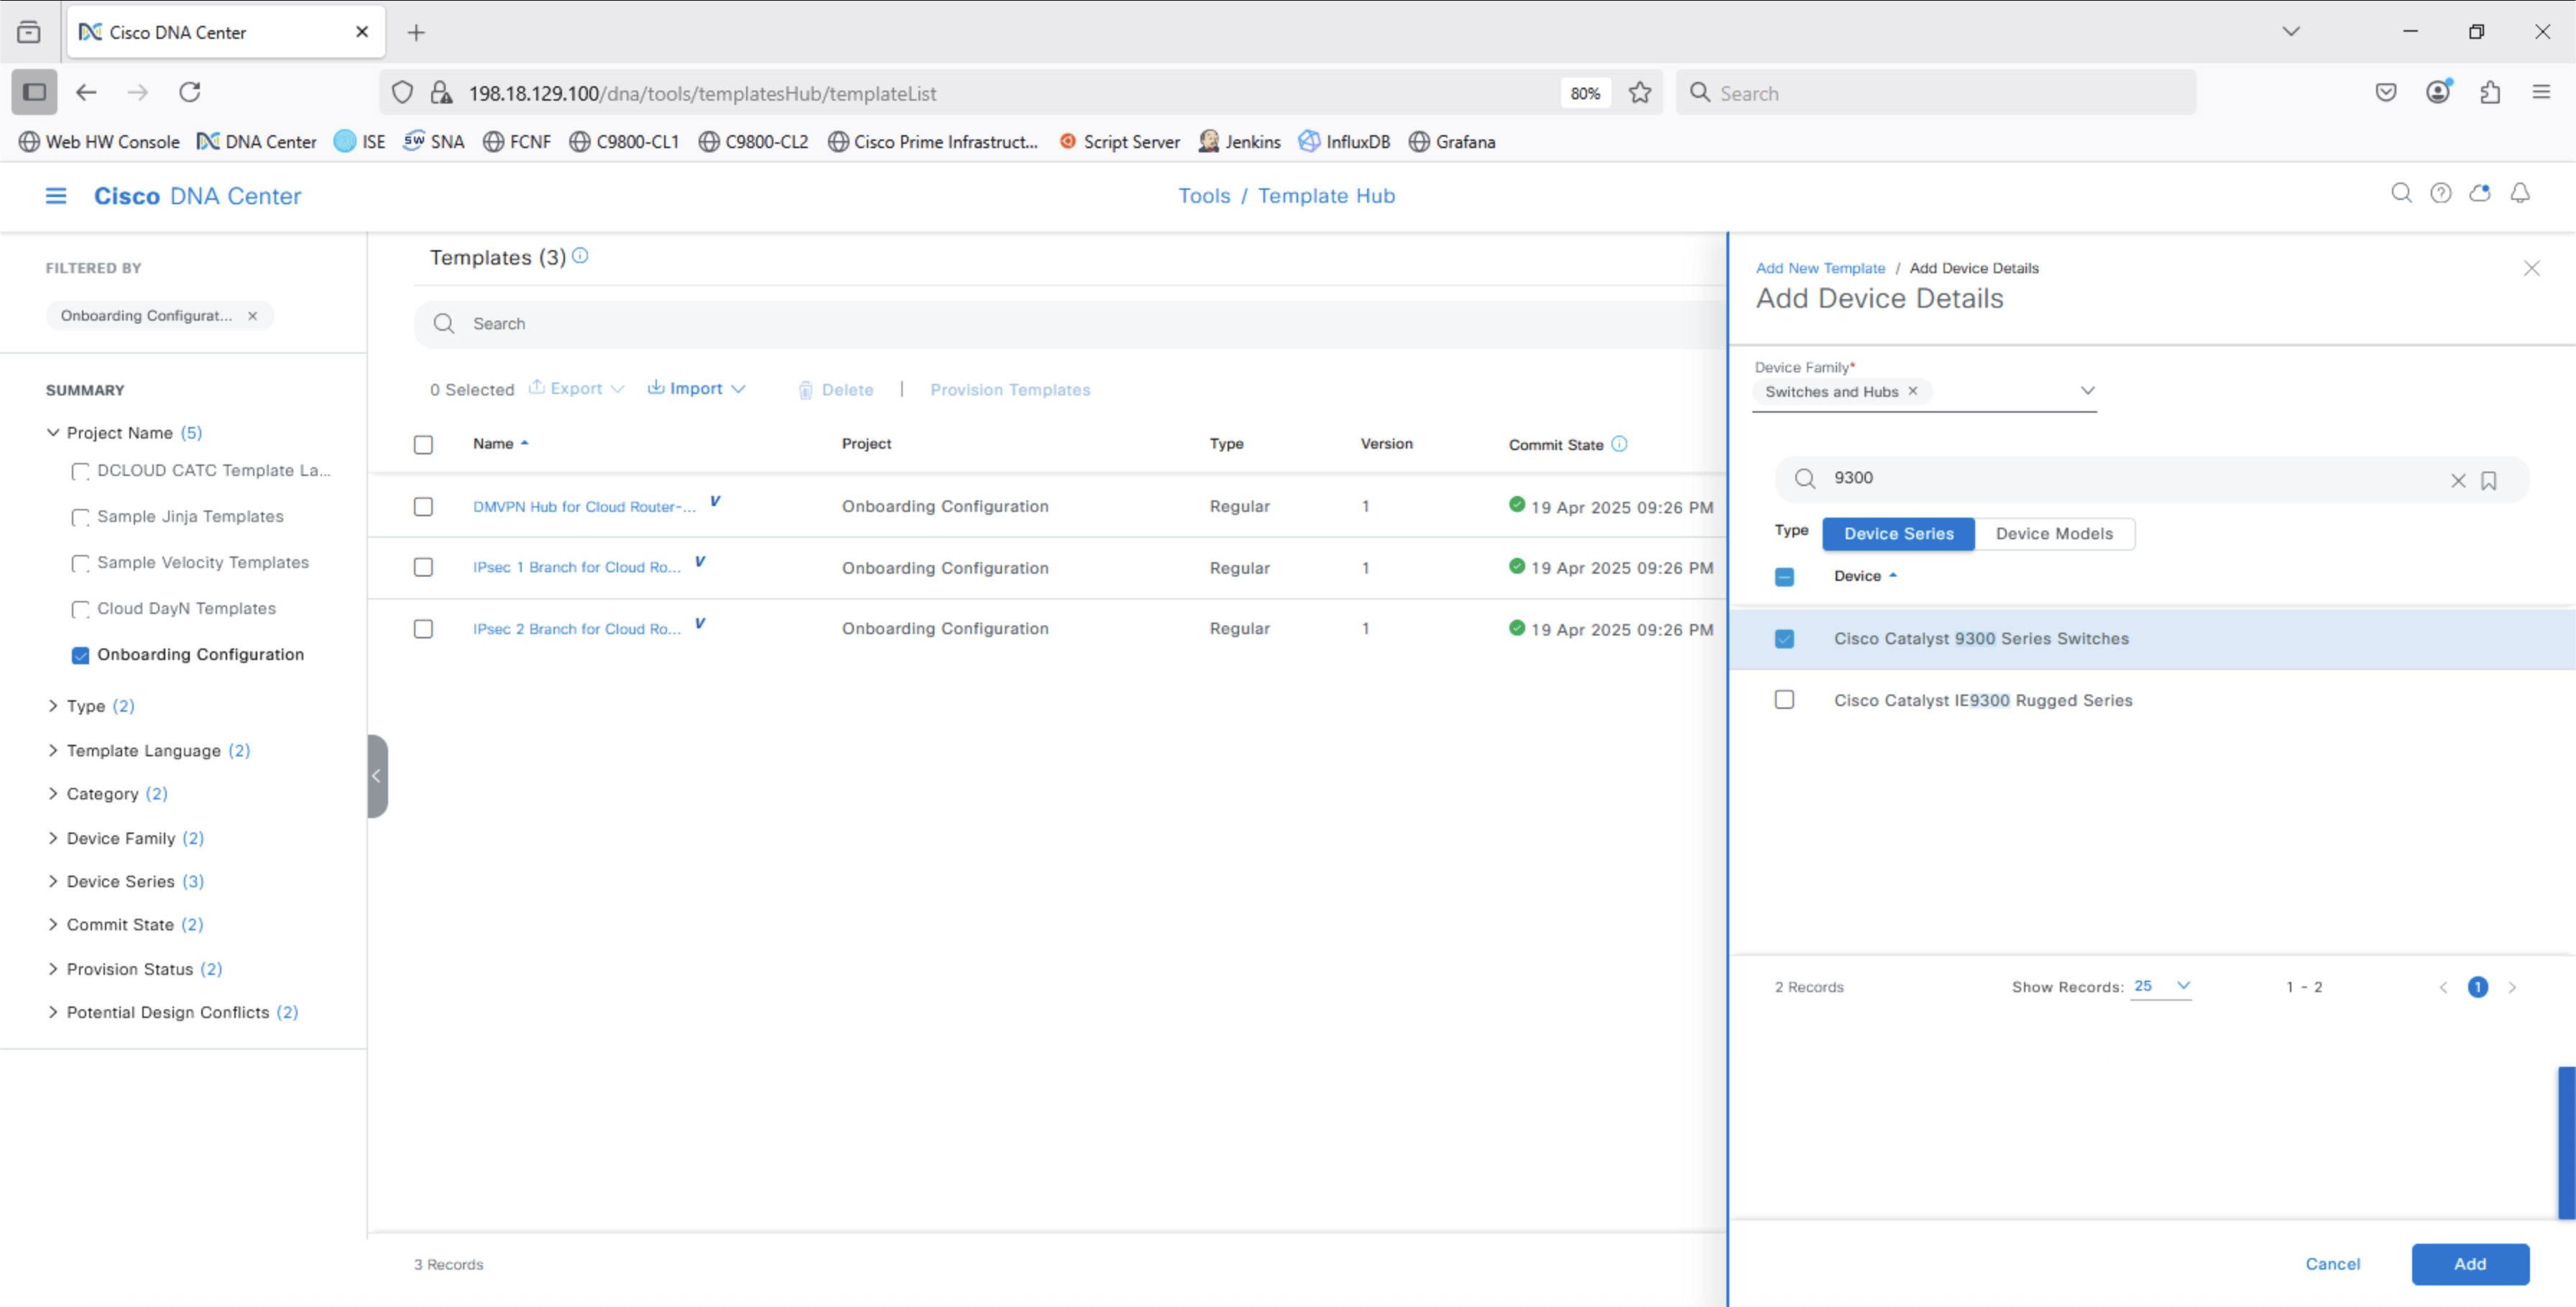 Cisco DNA Center
198.18.129.100/dna/tools/templatesHub/templateList
80%
Search
Web HW Console
DNA Center
ISE
SW SNA
FCNF
C9800-CL1
C9800-CL2
Cisco Prime Infrastruct...
Script Server
Jenkins
InfluxDB
Grafana
Cisco DNA Center
Tools / Template Hub
FILTERED BY
Onboarding Configurat...
SUMMARY
Project Name (5)
DCLOUD CATC Template La...
Sample Jinja Templates
Sample Velocity Templates
Cloud DayN Templates
Onboarding Configuration
Type (2)
Template Language (2)
Category (2)
Device Family (2)
Device Series (3)
Commit State (2)
Provision Status (2)
Potential Design Conflicts (2)
Templates (3)
Search
0 Selected Export Import Delete | Provision Templates
Name Project Type Version Commit State
DMVPN Hub for Cloud Router-... V Onboarding Configuration Regular 1 19 Apr 2025 09:26 PM
IPsec 1 Branch for Cloud Ro... V Onboarding Configuration Regular 1 19 Apr 2025 09:26 PM
IPsec 2 Branch for Cloud Ro... V Onboarding Configuration Regular 1 19 Apr 2025 09:26 PM
3 Records
Add New Template / Add Device Details
Add Device Details
Device Family*
Switches and Hubs
9300
Type Device Series Device Models
Device
Cisco Catalyst 9300 Series Switches
Cisco Catalyst IE9300 Rugged Series
2 Records Show Records: 25 1 - 2 1
Cancel Add